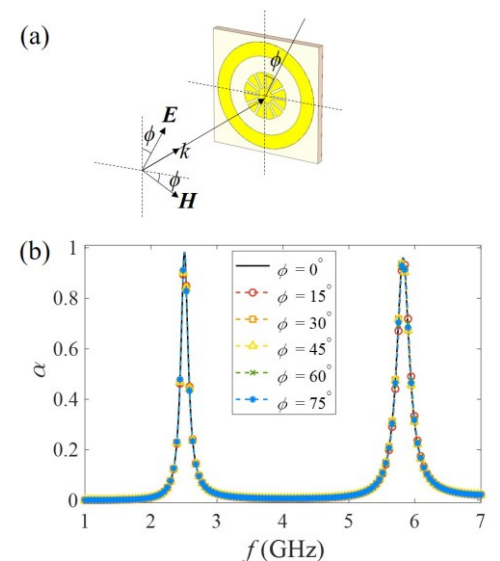 (a)
ϕ
E
ϕ
k
ϕ
H
(b)
1
0.8
0.6
0.4
0.2
0
α
ϕ = 0°
ϕ = 15°
ϕ = 30°
ϕ = 45°
ϕ = 60°
ϕ = 75°
1 2 3 4 5 6 7
f (GHz)